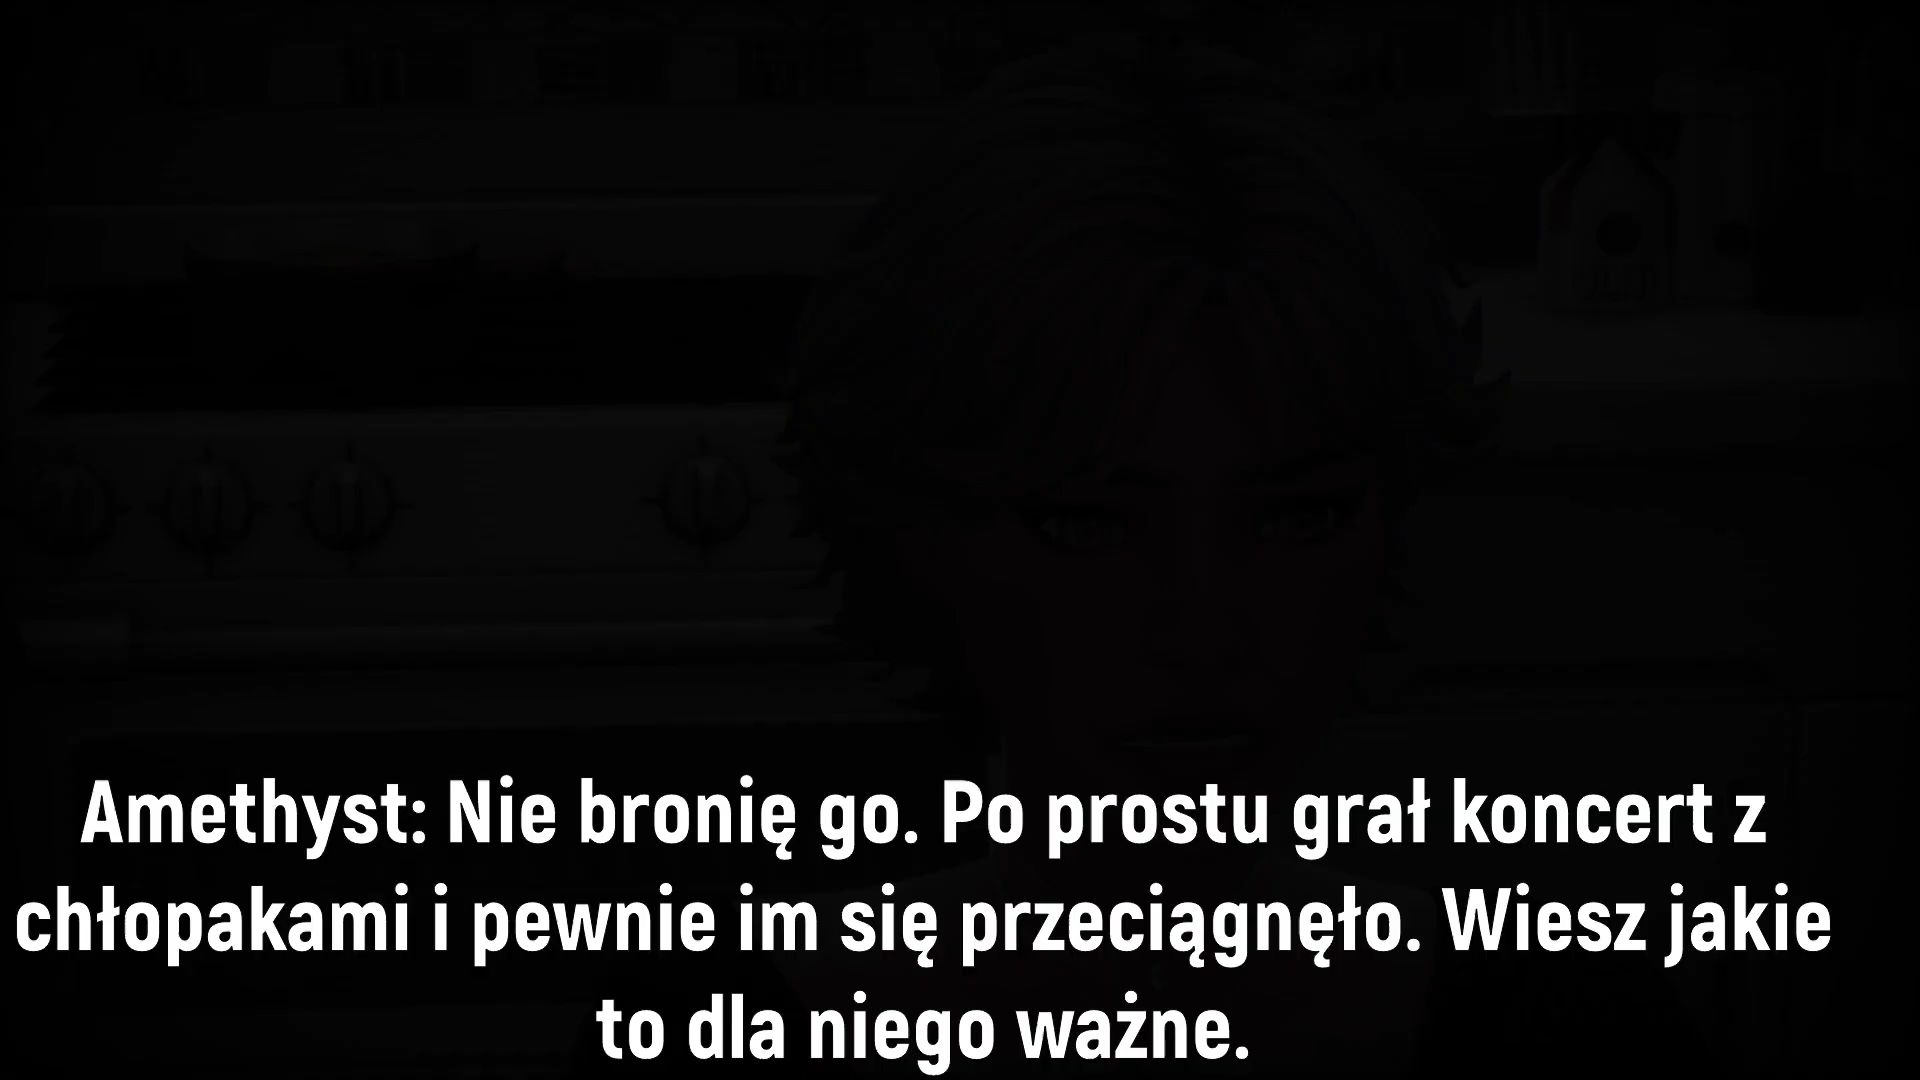 Amethyst: Nie bronię go. Po prostu grał koncert z
chłopakami i pewnie im się przeciągnęło. Wiesz jakie
to dla niego ważne.